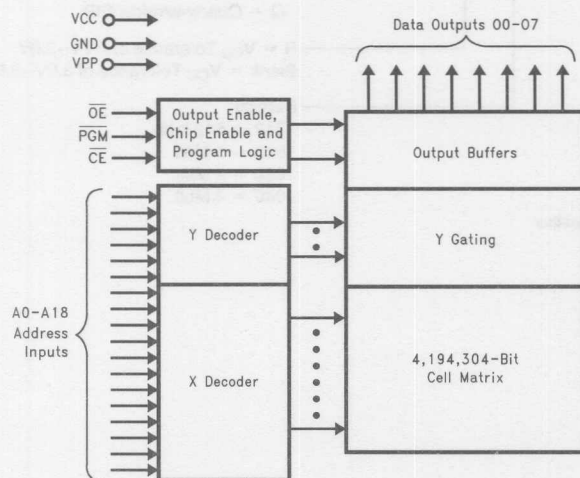 VCC
GND
VPP
Data Outputs O0-O7
OE
PGM
CE
Output Enable,
Chip Enable and
Program Logic
Output Buffers
Y Decoder
Y Gating
A0-A18
Address
Inputs
X Decoder
4,194,304-Bit
Cell Matrix